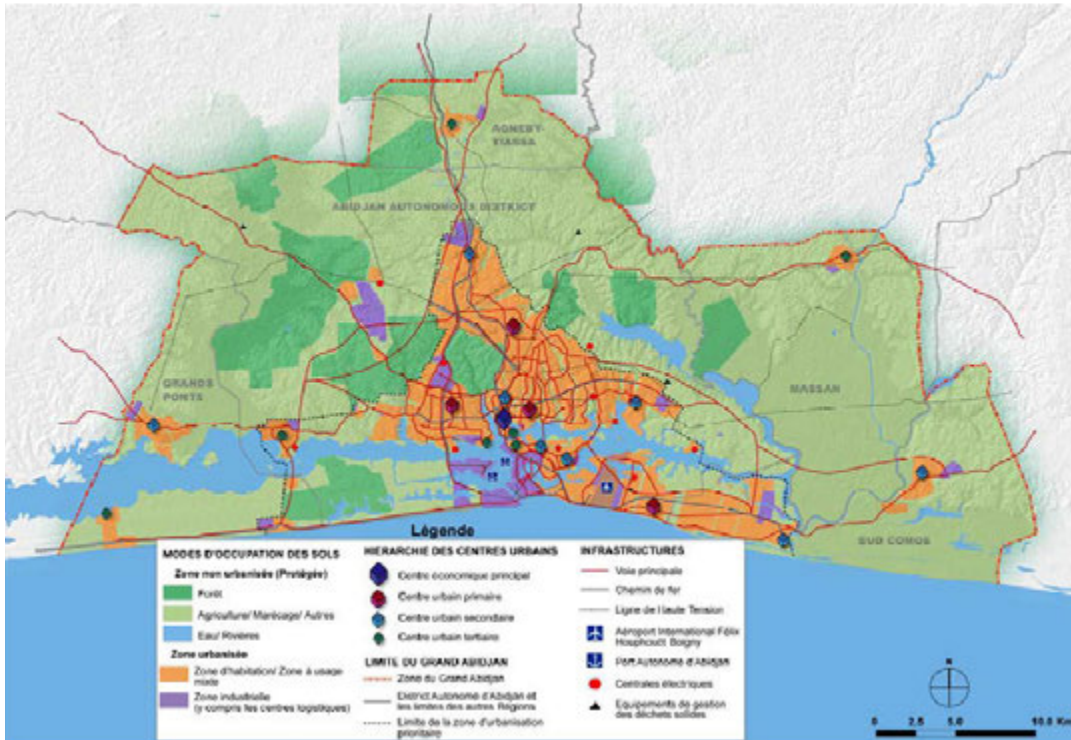 AGNEBY-
TIASSA
ABIDJAN AUTONOMOUS DISTRICT
GRANDS
PONTS
MASSAN
SUD COMOE
Légende
MODES D'OCCUPATION DES SOLS
Zone non urbanisée (Protégée)
Forêt
Agriculture/ Marécage/ Autres
Eau/ Rivières
Zone urbanisée
Zone d'habitation/ Zone à usage
mixte
Zone industrielle
(y compris les centres logistiques)
HIERARCHIE DES CENTRES URBAINS
Centre économique principal
Centre urbain primaire
Centre urbain secondaire
Centre urbain tertiaire
LIMITE DU GRAND ABIDJAN
Zone du Grand Abidjan
District Autonome d'Abidjan et
les limites des autres Régions
Limite de la zone d'urbanisation
prioritaire
INFRASTRUCTURES
Voie principale
Chemin de fer
Ligne de Haute Tension
Aéroport International Félix
Houphouët Boigny
Port Autonome d'Abidjan
Centrales électriques
Equipements de gestion
des déchets solides
N
0 2.5 5.0 10.0 Km